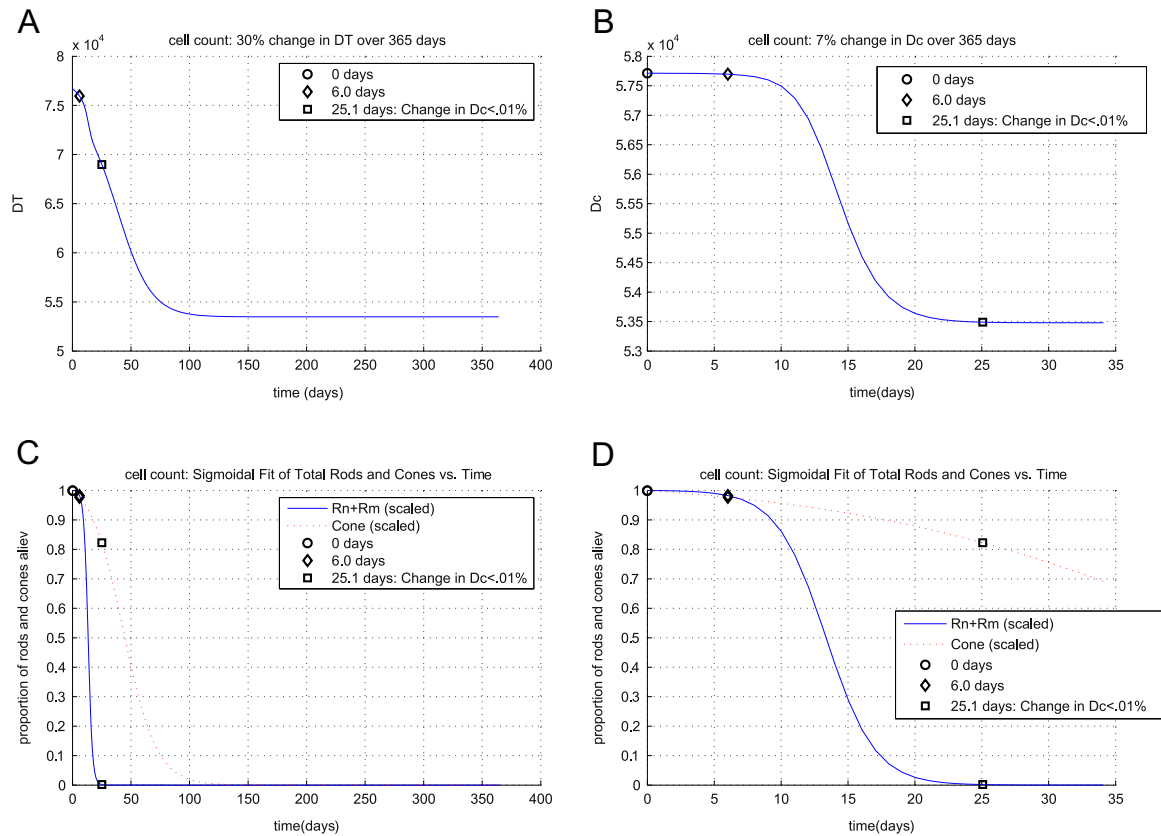 A
cell count: 30% change in DT over 365 days
x 10⁴
8
7.5
7
6.5
6
5.5
5
DT
0 days
6.0 days
25.1 days: Change in Dc<.01%
0
50
100
150
200
250
300
350
400
time (days)
B
cell count: 7% change in Dc over 365 days
x 10⁴
5.8
5.75
5.7
5.65
5.6
5.55
5.5
5.45
5.4
5.35
5.3
Dc
0 days
6.0 days
25.1 days: Change in Dc<.01%
0
5
10
15
20
25
30
35
time(days)
C
cell count: Sigmoidal Fit of Total Rods and Cones vs. Time
1
0.9
0.8
0.7
0.6
0.5
0.4
0.3
0.2
0.1
0
proportion of rods and cones aliev
Rn+Rm (scaled)
Cone (scaled)
0 days
6.0 days
25.1 days: Change in Dc<.01%
0
50
100
150
200
250
300
350
400
time(days)
D
cell count: Sigmoidal Fit of Total Rods and Cones vs. Time
1
0.9
0.8
0.7
0.6
0.5
0.4
0.3
0.2
0.1
0
proportion of rods and cones aliev
Rn+Rm (scaled)
Cone (scaled)
0 days
6.0 days
25.1 days: Change in Dc<.01%
0
5
10
15
20
25
30
35
time(days)